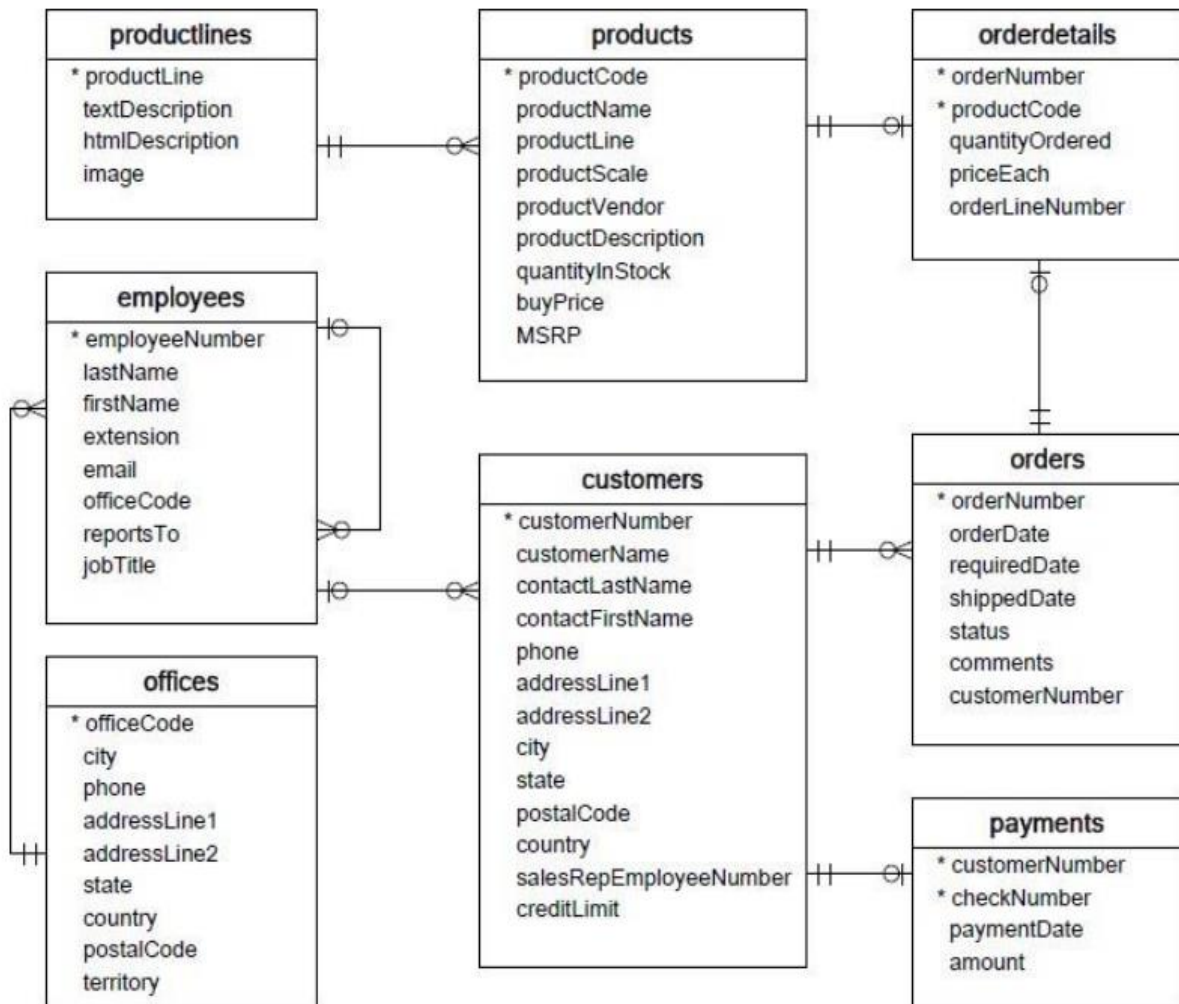 productlines
* productLine
textDescription
htmlDescription
image
products
* productCode
productName
productLine
productScale
productVendor
productDescription
quantityInStock
buyPrice
MSRP
orderdetails
* orderNumber
* productCode
quantityOrdered
priceEach
orderLineNumber
employees
* employeeNumber
lastName
firstName
extension
email
officeCode
reportsTo
jobTitle
customers
* customerNumber
customerName
contactLastName
contactFirstName
phone
addressLine1
addressLine2
city
state
postalCode
country
salesRepEmployeeNumber
creditLimit
orders
* orderNumber
orderDate
requiredDate
shippedDate
status
comments
customerNumber
offices
* officeCode
city
phone
addressLine1
addressLine2
state
country
postalCode
territory
payments
* customerNumber
* checkNumber
paymentDate
amount